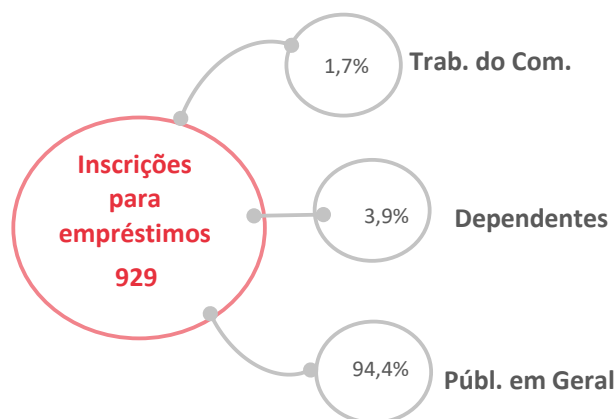 Inscrições
para
empréstimos
929
1,7%
Trab. do Com.
3,9%
Dependentes
94,4%
Públ. em Geral